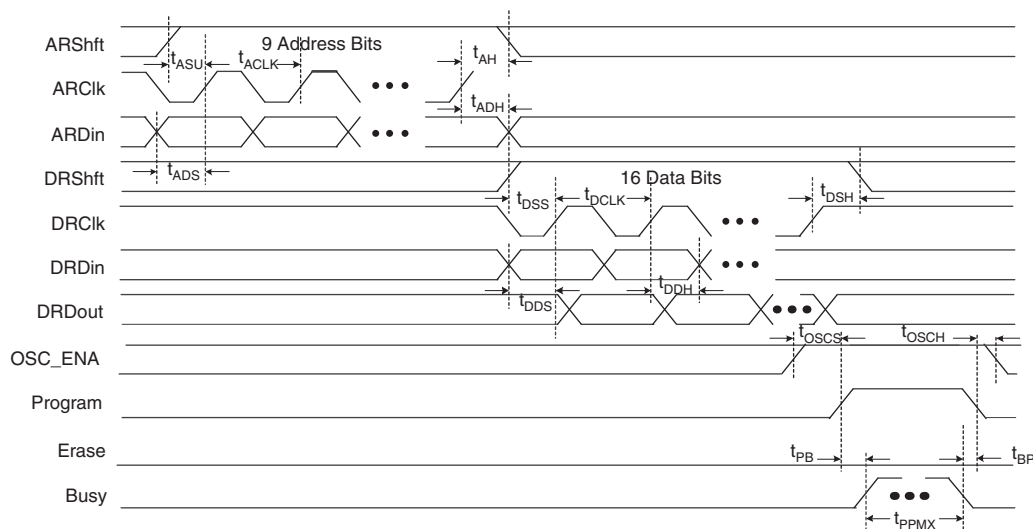 ARShft
9 Address Bits
tASU
tACLK
tAH
ARClk
tADH
ARDin
tADS
DRShft
16 Data Bits
tDSS
tDCLK
tDSH
DRClk
DRDin
tDDS
tDDH
DRDout
tOSCS
tOSCH
OSC_ENA
Program
Erase
tPB
tBP
Busy
tPPMX